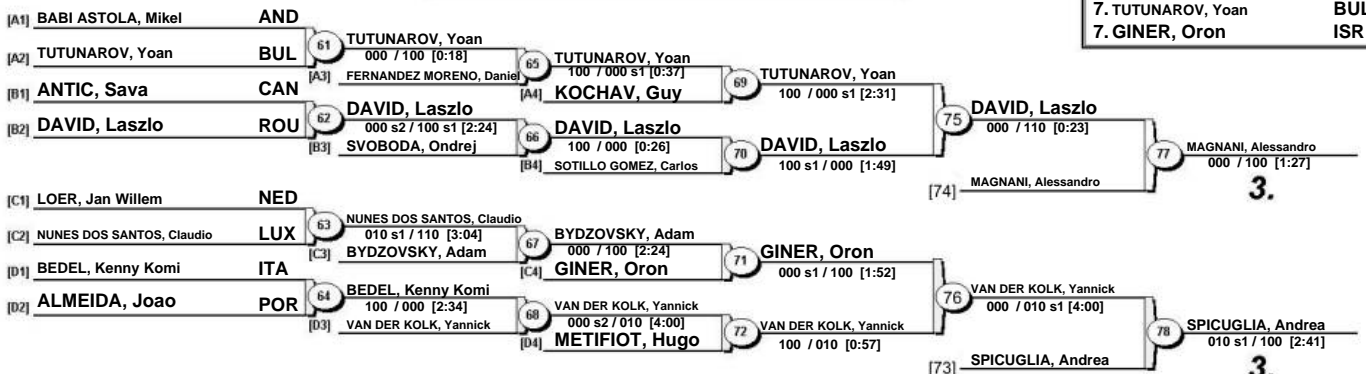 7. TUTUNAROV, Yoan BUL
7. GINER, Oron ISR
[A1] BABI ASTOLA, Mikel AND
[A2] TUTUNAROV, Yoan BUL
61 TUTUNAROV, Yoan
000 / 100 [0:18]
[A3] FERNANDEZ MORENO, Daniel
65 TUTUNAROV, Yoan
100 / 000 s1 [0:37]
[A4] KOCHAV, Guy
69 TUTUNAROV, Yoan
100 / 000 s1 [2:31]
[B1] ANTIC, Sava CAN
[B2] DAVID, Laszlo ROU
62 DAVID, Laszlo
000 s2 / 100 s1 [2:24]
[B3] SVOBODA, Ondrej
66 DAVID, Laszlo
100 / 000 [0:26]
[B4] SOTILLO GOMEZ, Carlos
70 DAVID, Laszlo
100 s1 / 000 [1:49]
75 DAVID, Laszlo
000 / 110 [0:23]
[74] MAGNANI, Alessandro
77 MAGNANI, Alessandro
000 / 100 [1:27]
3.
[C1] LOER, Jan Willem NED
[C2] NUNES DOS SANTOS, Claudio LUX
63 NUNES DOS SANTOS, Claudio
010 s1 / 110 [3:04]
[C3] BYDZOVSKY, Adam
67 BYDZOVSKY, Adam
000 / 100 [2:24]
[C4] GINER, Oron
71 GINER, Oron
000 s1 / 100 [1:52]
[D1] BEDEL, Kenny Komi ITA
[D2] ALMEIDA, Joao POR
64 BEDEL, Kenny Komi
100 / 000 [2:34]
[D3] VAN DER KOLK, Yannick
68 VAN DER KOLK, Yannick
000 s2 / 010 [4:00]
[D4] METIFIOT, Hugo
72 VAN DER KOLK, Yannick
100 / 010 [0:57]
76 VAN DER KOLK, Yannick
000 / 010 s1 [4:00]
[73] SPICUGLIA, Andrea
78 SPICUGLIA, Andrea
010 s1 / 100 [2:41]
3.